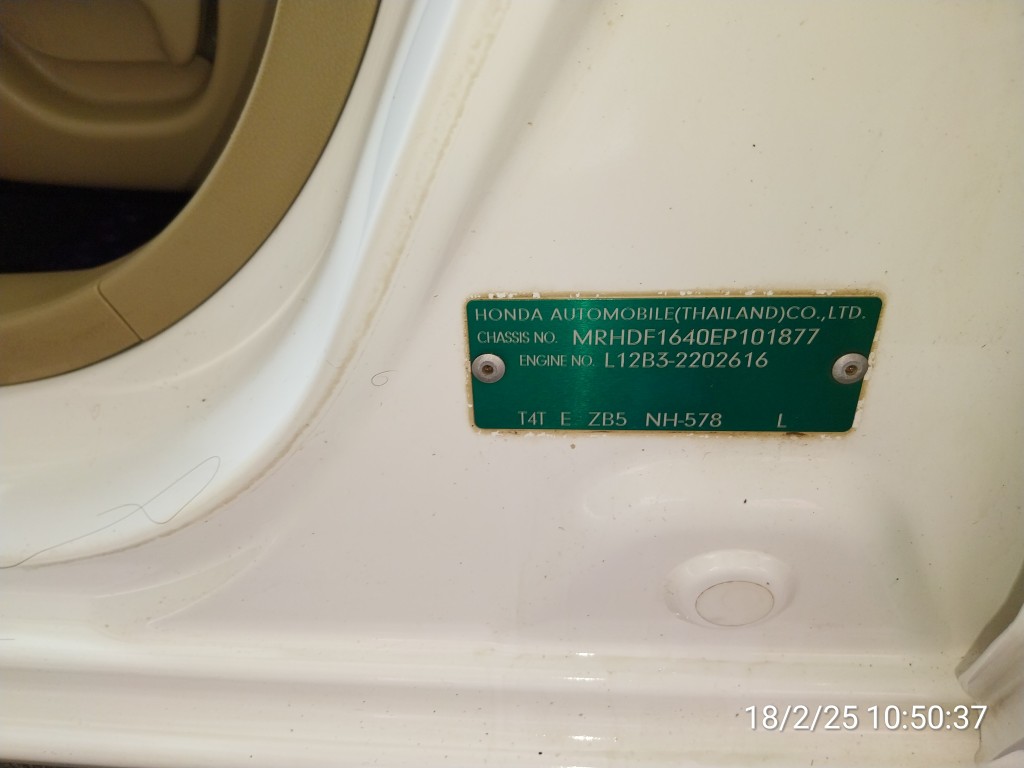 HONDA AUTOMOBILE(THAILAND)CO.,LTD.
CHASSIS NO. MRHDF1640EP101877
ENGINE NO. L12B3-2202616
T4T E ZB5 NH-578 L
18/2/25 10:50:37